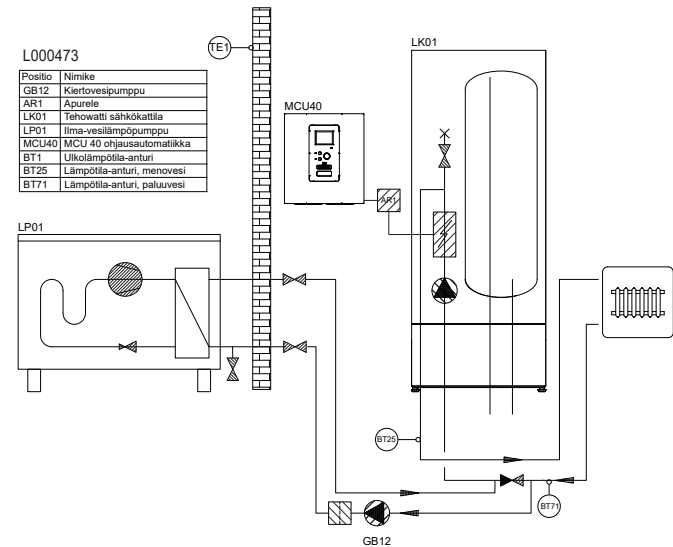 L000473
Positio Nimike
GB12 Kiertovesipumppu
AR1 Apurele
LK01 Tehowatti sähkökattila
LP01 Ilma-vesilämpöpumppu
MCU40 MCU 40 ohjausautomatiikka
BT1 Ulkolämpötila-anturi
BT25 Lämpötila-anturi, menovesi
BT71 Lämpötila-anturi, paluuvesi
TE1
MCU40
LK01
AR1
LP01
BT25
BT71
GB12